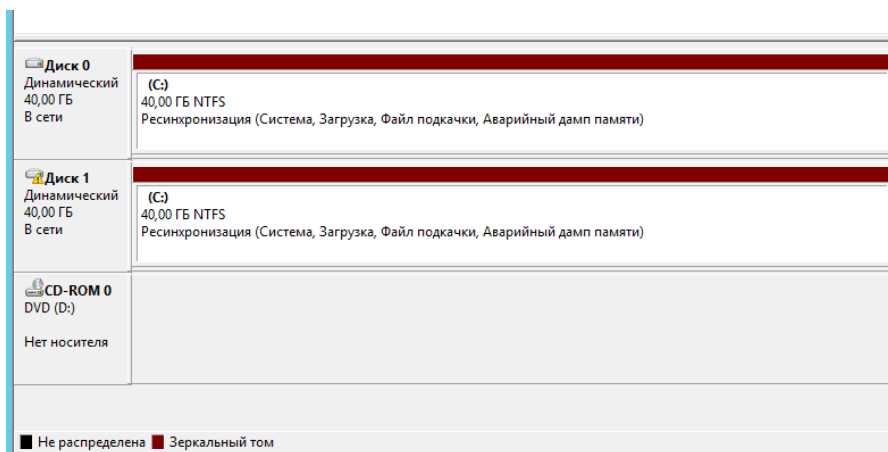 Диск 0
Динамический
40,00 ГБ
В сети
(C:)
40,00 ГБ NTFS
Ресинхронизация (Система, Загрузка, Файл подкачки, Аварийный дамп памяти)
Диск 1
Динамический
40,00 ГБ
В сети
(C:)
40,00 ГБ NTFS
Ресинхронизация (Система, Загрузка, Файл подкачки, Аварийный дамп памяти)
CD-ROM 0
DVD (D:)
Нет носителя
Не распределена Зеркальный том